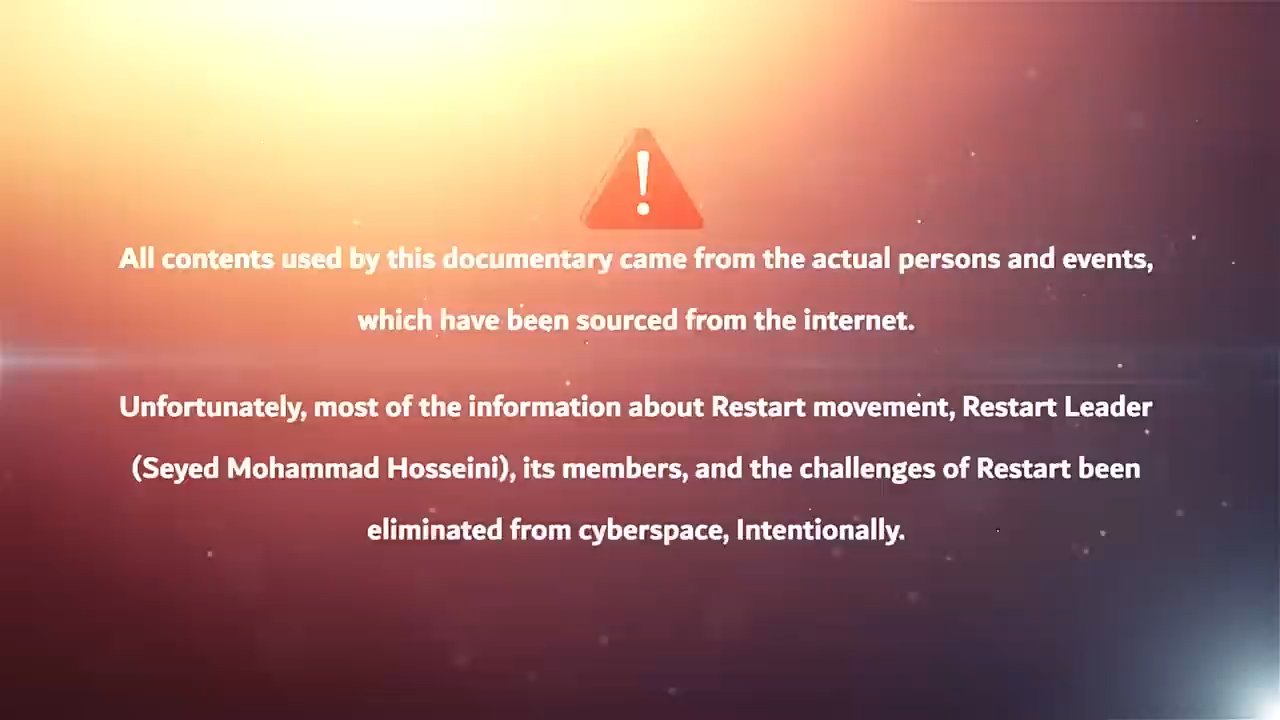 All contents used by this documentary came from the actual persons and events,
which have been sourced from the internet.
Unfortunately, most of the information about Restart movement, Restart Leader
(Seyed Mohammad Hosseini), its members, and the challenges of Restart been
eliminated from cyberspace, Intentionally.